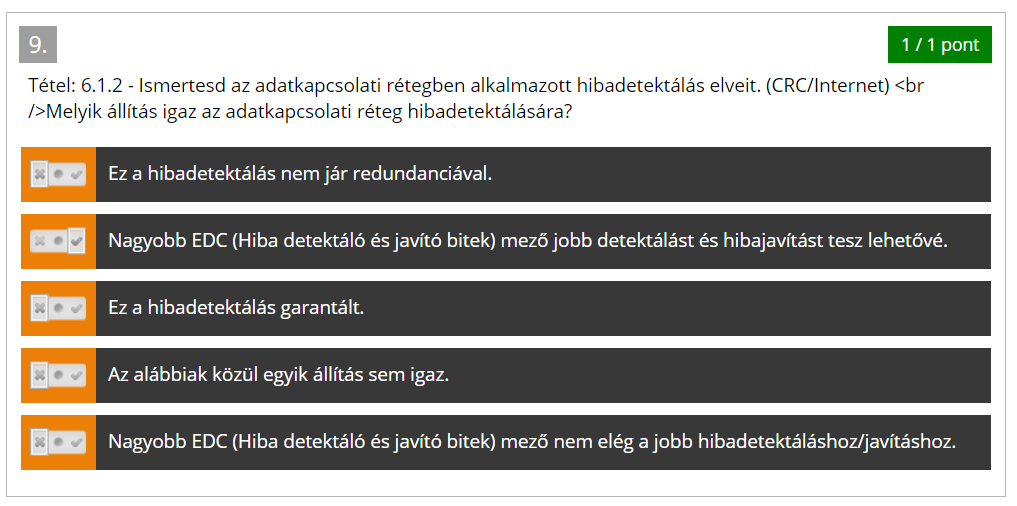 9.
1 / 1 pont
Tétel: 6.1.2 - Ismertesd az adatkapcsolati rétegben alkalmazott hibadetektálás elveit. (CRC/Internet) <br
/>Melyik állítás igaz az adatkapcsolati réteg hibadetektálására?
Ez a hibadetektálás nem jár redundanciával.
Nagyobb EDC (Hiba detektáló és javító bitek) mező jobb detektálást és hibajavítást tesz lehetővé.
Ez a hibadetektálás garantált.
Az alábbiak közül egyik állítás sem igaz.
Nagyobb EDC (Hiba detektáló és javító bitek) mező nem elég a jobb hibadetektáláshoz/javításhoz.